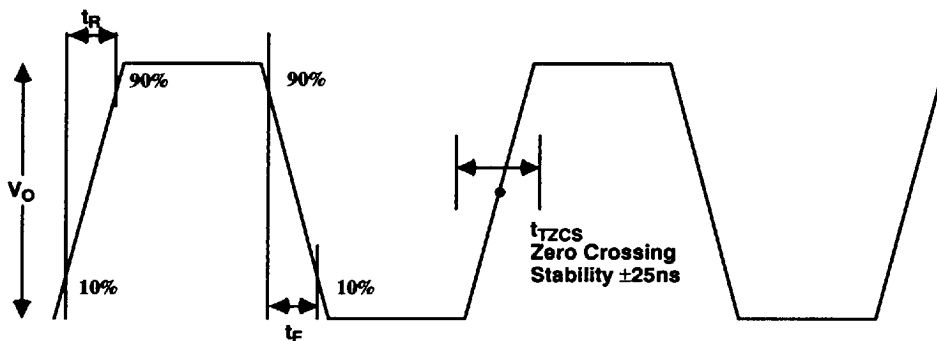 tR
90%
90%
VO
tTZCS
Zero Crossing
Stability ±25ns
10%
10%
tF